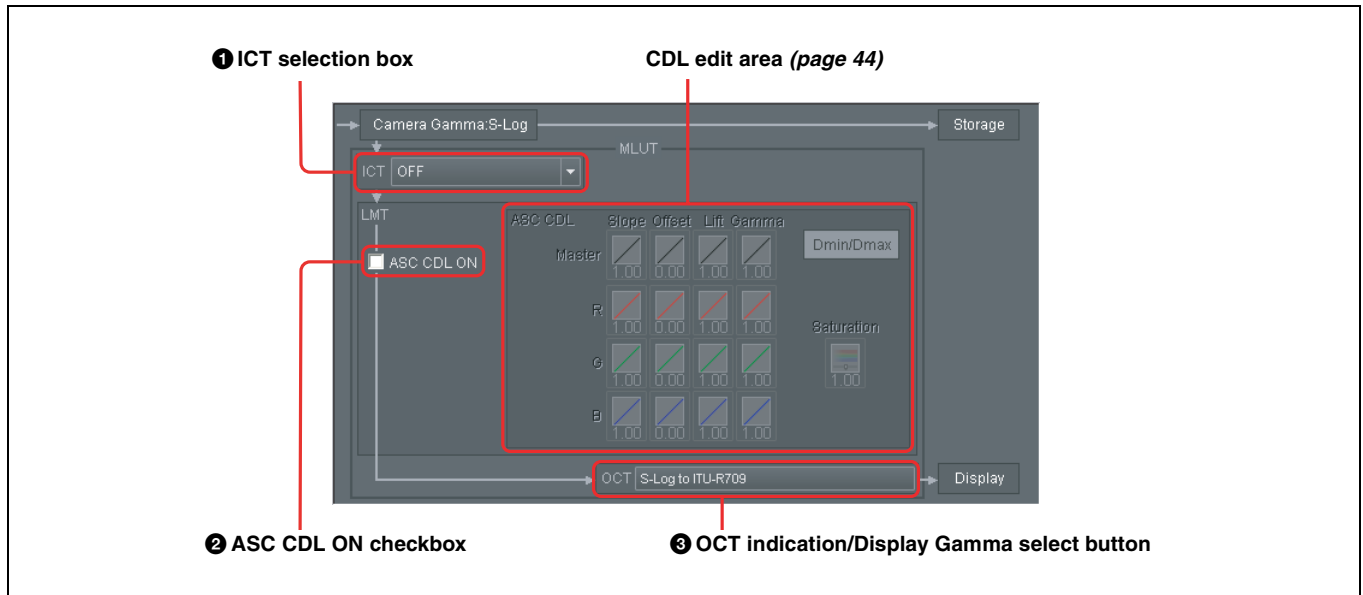 ❶ ICT selection box
CDL edit area (page 44)
Camera Gamma:S-Log
Storage
MLUT
ICT OFF
LMT
ASC CDL ON
ASC CDL Slope Offset Lift Gamma
Master
1.00 0.00 1.00 1.00
Dmin/Dmax
R
1.00 0.00 1.00 1.00
Saturation
1.00
G
1.00 0.00 1.00 1.00
B
1.00 0.00 1.00 1.00
OCT S-Log to ITU-R709
Display
❷ ASC CDL ON checkbox
❸ OCT indication/Display Gamma select button